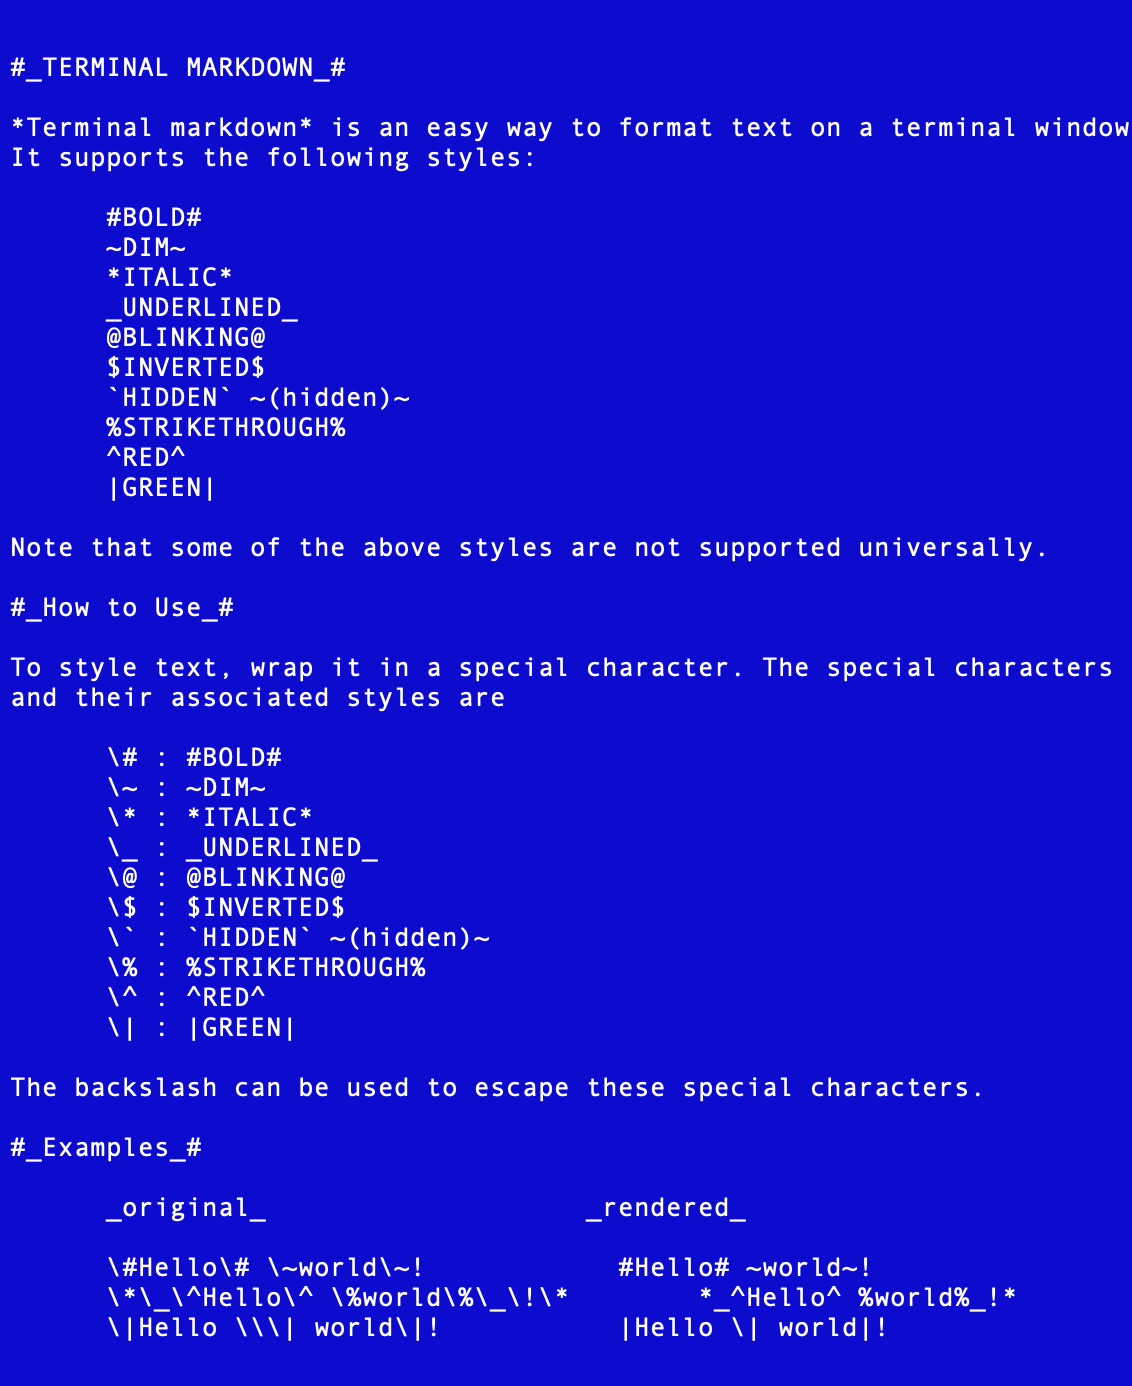 #_TERMINAL MARKDOWN_#
*Terminal markdown* is an easy way to format text on a terminal window
It supports the following styles:
#BOLD#
~DIM~
*ITALIC*
_UNDERLINED_
@BLINKING@
$INVERTED$
`HIDDEN` ~(hidden)~
%STRIKETHROUGH%
^RED^
|GREEN|
Note that some of the above styles are not supported universally.
#_How to Use_#
To style text, wrap it in a special character. The special characters
and their associated styles are
\# : #BOLD#
\~ : ~DIM~
\* : *ITALIC*
\_ : _UNDERLINED_
\@ : @BLINKING@
\$ : $INVERTED$
\` : `HIDDEN` ~(hidden)~
\% : %STRIKETHROUGH%
\^ : ^RED^
\| : |GREEN|
The backslash can be used to escape these special characters.
#_Examples_#
_original_ _rendered_
\#Hello\# \~world\~! #Hello# ~world~!
\*\_\^Hello\^ \%world\%\_\!\* *_^Hello^ %world%_!*
\|Hello \\\| world\|! |Hello \| world|!